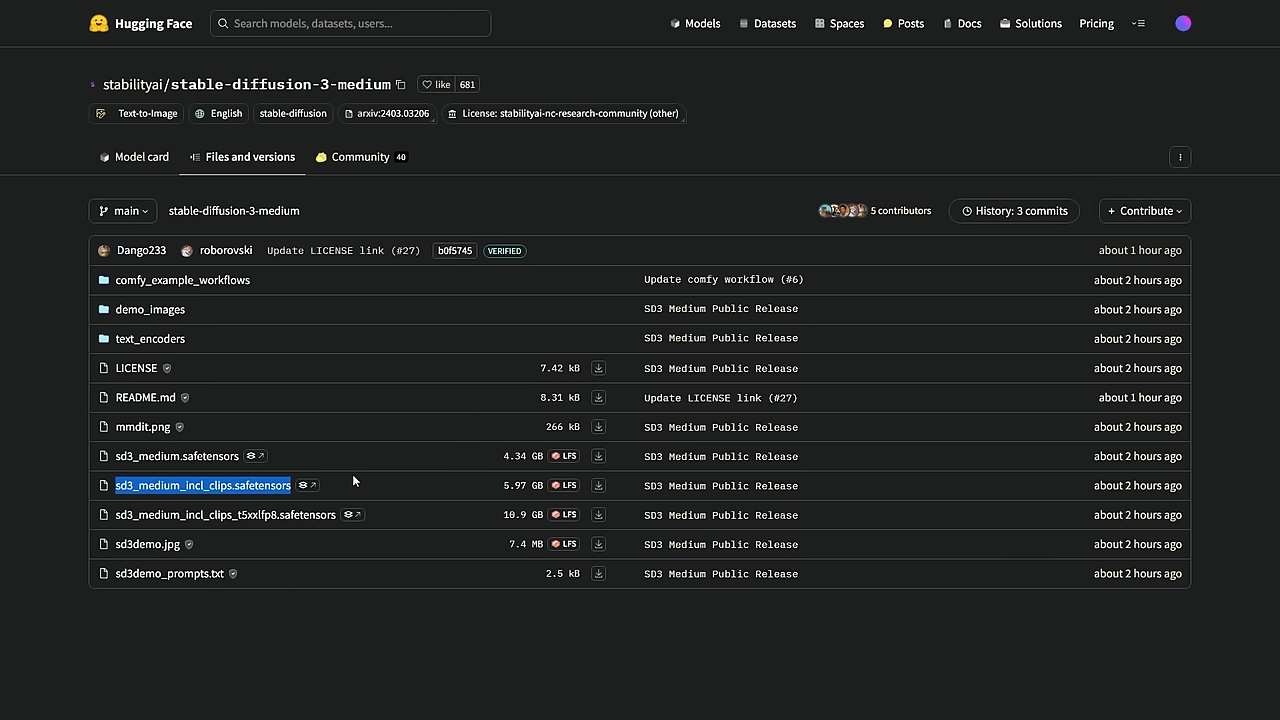 Hugging Face Search models, datasets, users... Models Datasets Spaces Posts Docs Solutions Pricing
stabilityai/stable-diffusion-3-medium like 681
Text-to-Image English stable-diffusion arxiv:2403.03206 License: stabilityai-nc-research-community (other)
Model card Files and versions Community 40
main stable-diffusion-3-medium 5 contributors History: 3 commits + Contribute
Dango233 roborovski Update LICENSE link (#27) b0f5745 VERIFIED about 1 hour ago
comfy_example_workflows Update comfy workflow (#6) about 2 hours ago
demo_images SD3 Medium Public Release about 2 hours ago
text_encoders SD3 Medium Public Release about 2 hours ago
LICENSE 7.42 kB SD3 Medium Public Release about 2 hours ago
README.md 8.31 kB Update LICENSE link (#27) about 1 hour ago
mmdit.png 266 kB SD3 Medium Public Release about 2 hours ago
sd3_medium.safetensors 4.34 GB LFS SD3 Medium Public Release about 2 hours ago
sd3_medium_incl_clips.safetensors 5.97 GB LFS SD3 Medium Public Release about 2 hours ago
sd3_medium_incl_clips_t5xxlfp8.safetensors 10.9 GB LFS SD3 Medium Public Release about 2 hours ago
sd3demo.jpg 7.4 MB LFS SD3 Medium Public Release about 2 hours ago
sd3demo_prompts.txt 2.5 kB SD3 Medium Public Release about 2 hours ago